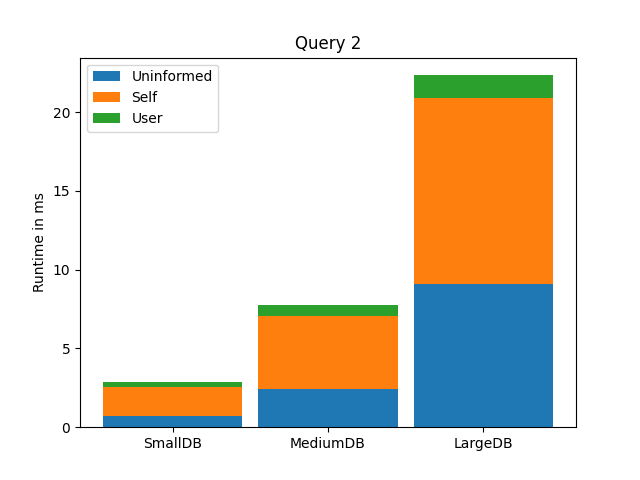 Query 2
Uninformed
Self
User
Runtime in ms
20
15
10
5
0
SmallDB
MediumDB
LargeDB